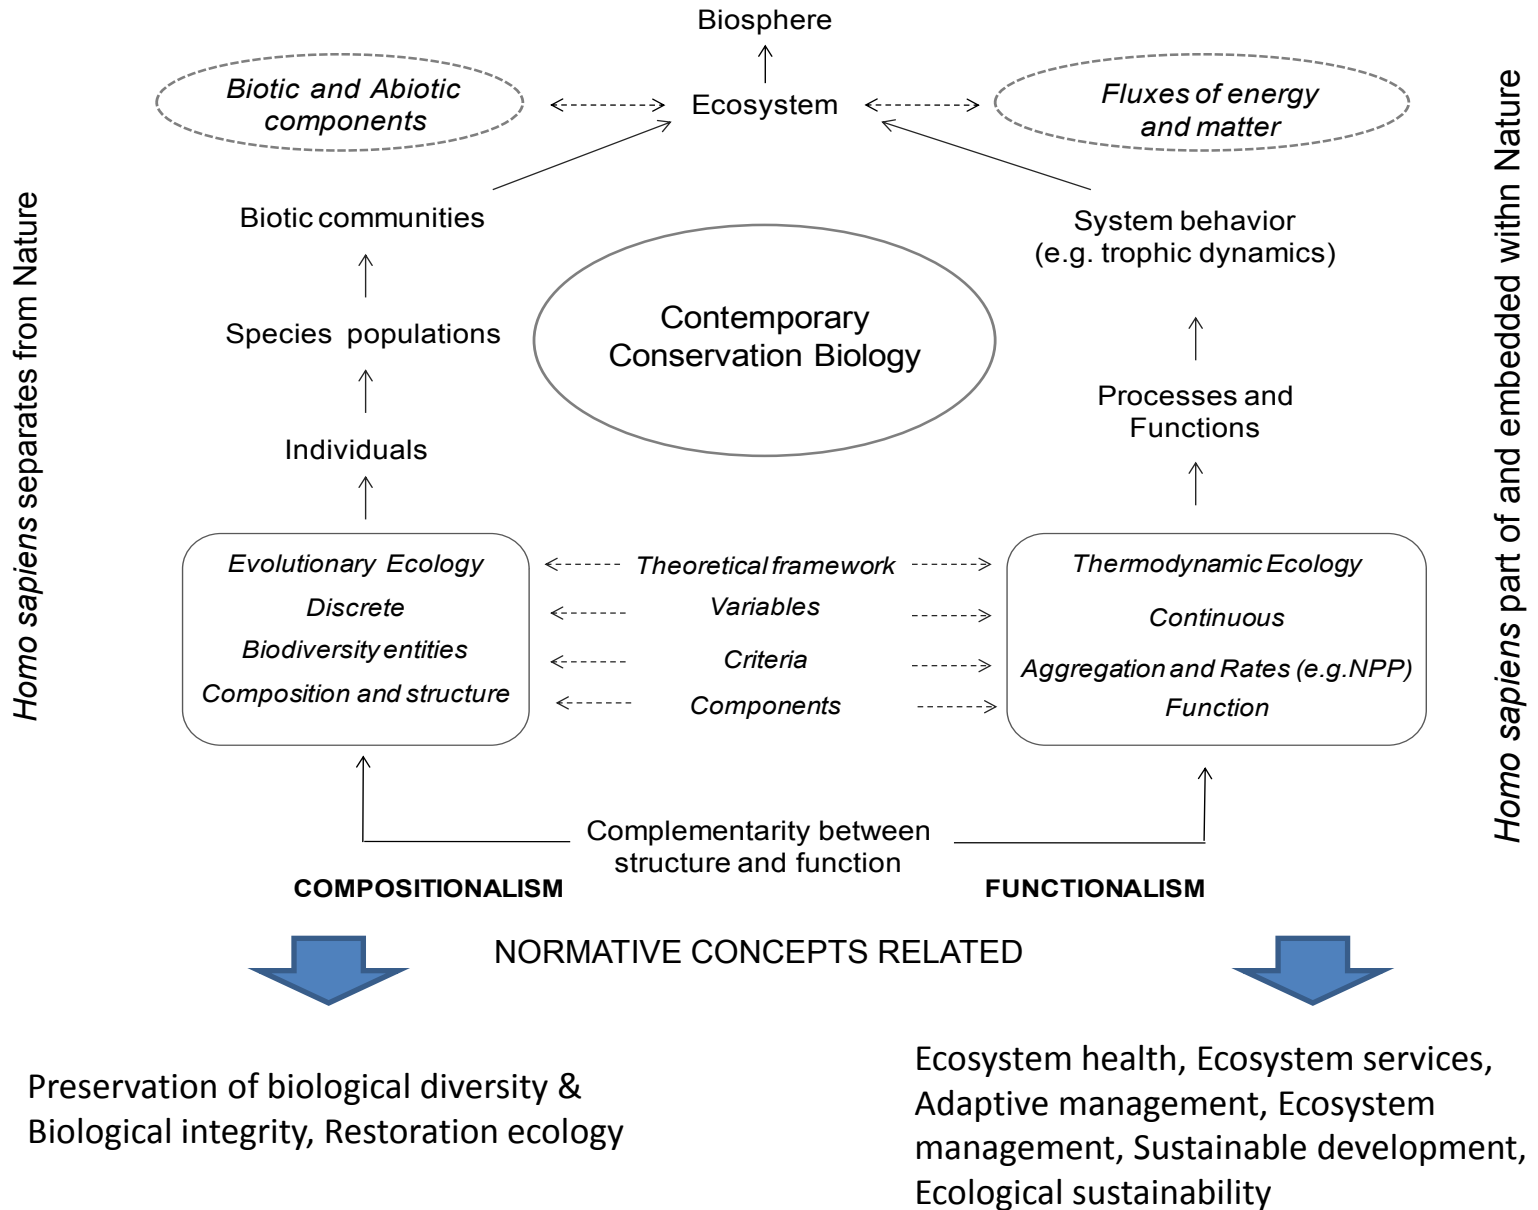 Biosphere
Biotic and Abiotic
components
Ecosystem
Fluxes of energy
and matter
Homo sapiens separates from Nature
Homo sapiens part of and embedded withn Nature
Biotic communities
System behavior
(e.g. trophic dynamics)
Contemporary
Conservation Biology
Species populations
Processes and
Functions
Individuals
Evolutionary Ecology
Theoretical framework
Thermodynamic Ecology
Discrete
Variables
Continuous
Biodiversity entities
Criteria
Aggregation and Rates (e.g.NPP)
Composition and structure
Components
Function
Complementarity between
structure and function
COMPOSITIONALISM
FUNCTIONALISM
NORMATIVE CONCEPTS RELATED
Preservation of biological diversity &
Biological integrity, Restoration ecology
Ecosystem health, Ecosystem services,
Adaptive management, Ecosystem
management, Sustainable development,
Ecological sustainability